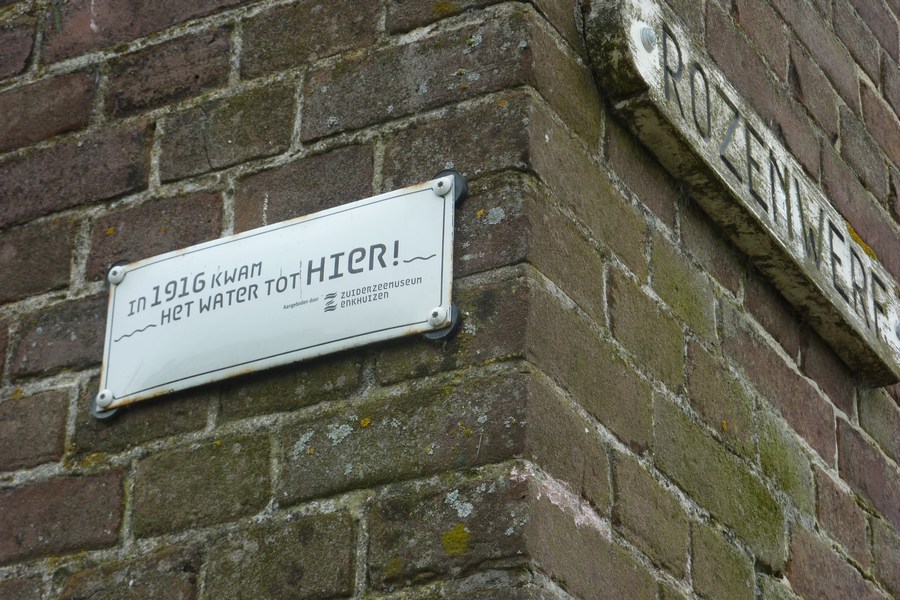 In 1916 KWAM
HET WATER TOT HIER!
Aangeboden door
ZUIDERZEEMUSEUM
ENKHUIZEN
ROZENWERF